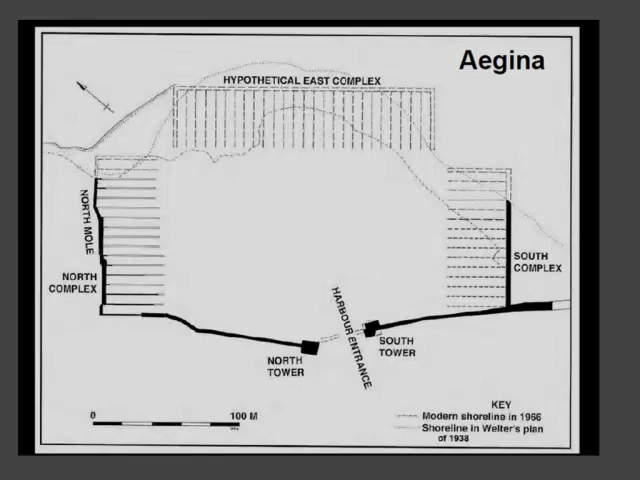 Aegina
HYPOTHETICAL EAST COMPLEX
NORTH MOLE
NORTH
COMPLEX
SOUTH
COMPLEX
HARBOUR ENTRANCE
NORTH
TOWER
SOUTH
TOWER
0 100 M
KEY
Modern shoreline in 1966
Shoreline in Welter's plan
of 1938